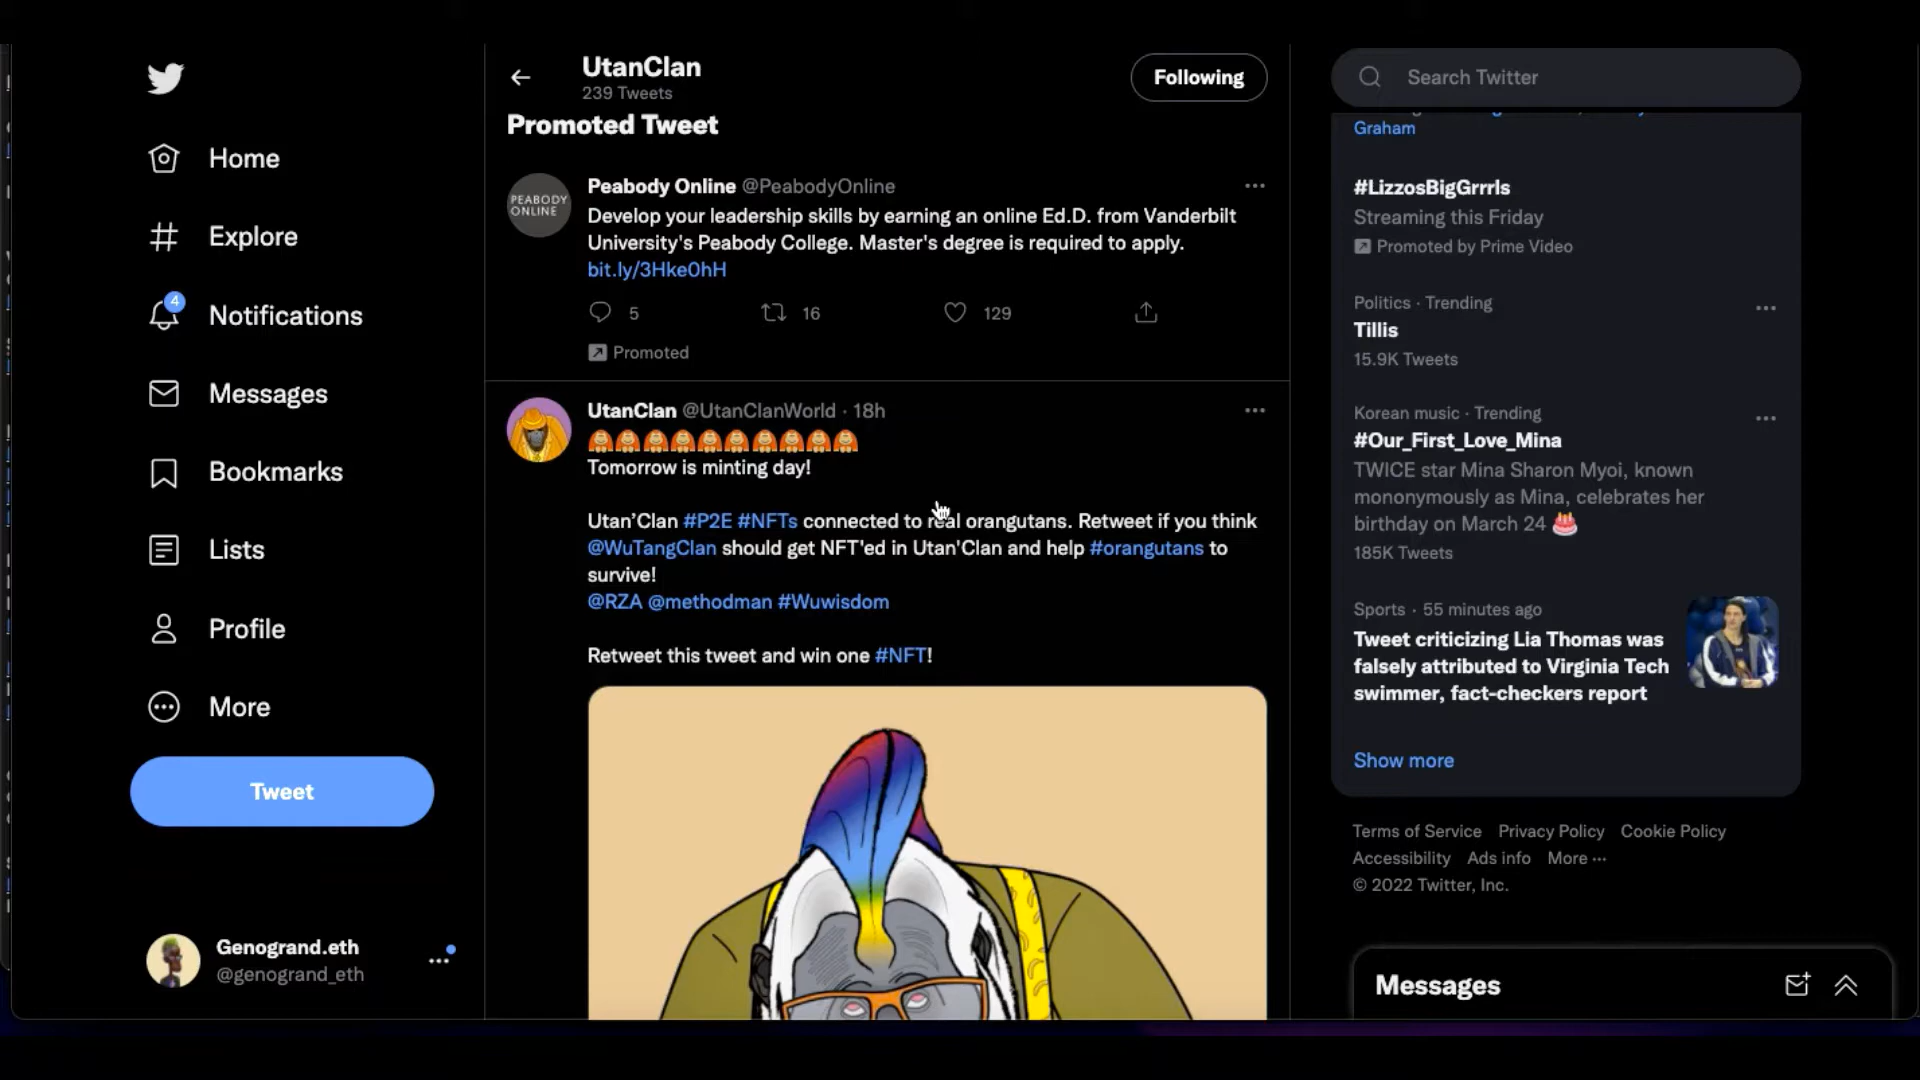 Home
Explore
4
Notifications
Messages
Bookmarks
Lists
Profile
More
Tweet
Genogrand.eth
@genogrand_eth
UtanClan
239 Tweets
Following
Promoted Tweet
PEABODY
ONLINE
Peabody Online @PeabodyOnline
Develop your leadership skills by earning an online Ed.D. from Vanderbilt
University's Peabody College. Master's degree is required to apply.
bit.ly/3Hke0hH
5 16 129
Promoted
UtanClan @UtanClanWorld · 18h
Tomorrow is minting day!
Utan’Clan #P2E #NFTs connected to real orangutans. Retweet if you think
@WuTangClan should get NFT'ed in Utan'Clan and help #orangutans to
survive!
@RZA @methodman #Wuwisdom
Retweet this tweet and win one #NFT!
Search Twitter
Graham
#LizzosBigGrrrls
Streaming this Friday
Promoted by Prime Video
Politics · Trending
Tillis
15.9K Tweets
Korean music · Trending
#Our_First_Love_Mina
TWICE star Mina Sharon Myoi, known
mononymously as Mina, celebrates her
birthday on March 24 🎂
185K Tweets
Sports · 55 minutes ago
Tweet criticizing Lia Thomas was
falsely attributed to Virginia Tech
swimmer, fact-checkers report
Show more
Terms of Service Privacy Policy Cookie Policy
Accessibility Ads info More ···
© 2022 Twitter, Inc.
Messages